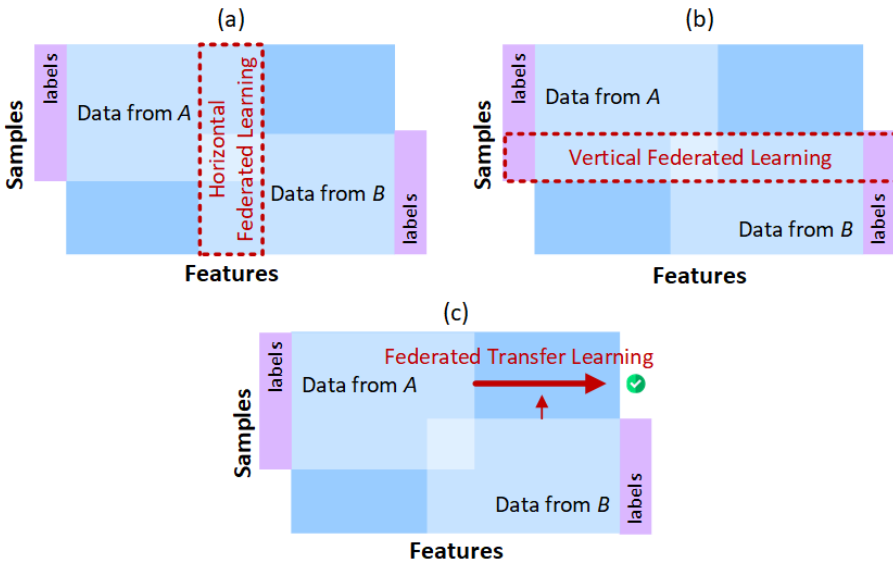 (a)
labels
Samples
Data from A
Horizontal
Federated Learning
Data from B
labels
Features
(b)
labels
Samples
Data from A
Vertical Federated Learning
Data from B
labels
Features
(c)
labels
Samples
Federated Transfer Learning
Data from A
Data from B
labels
Features